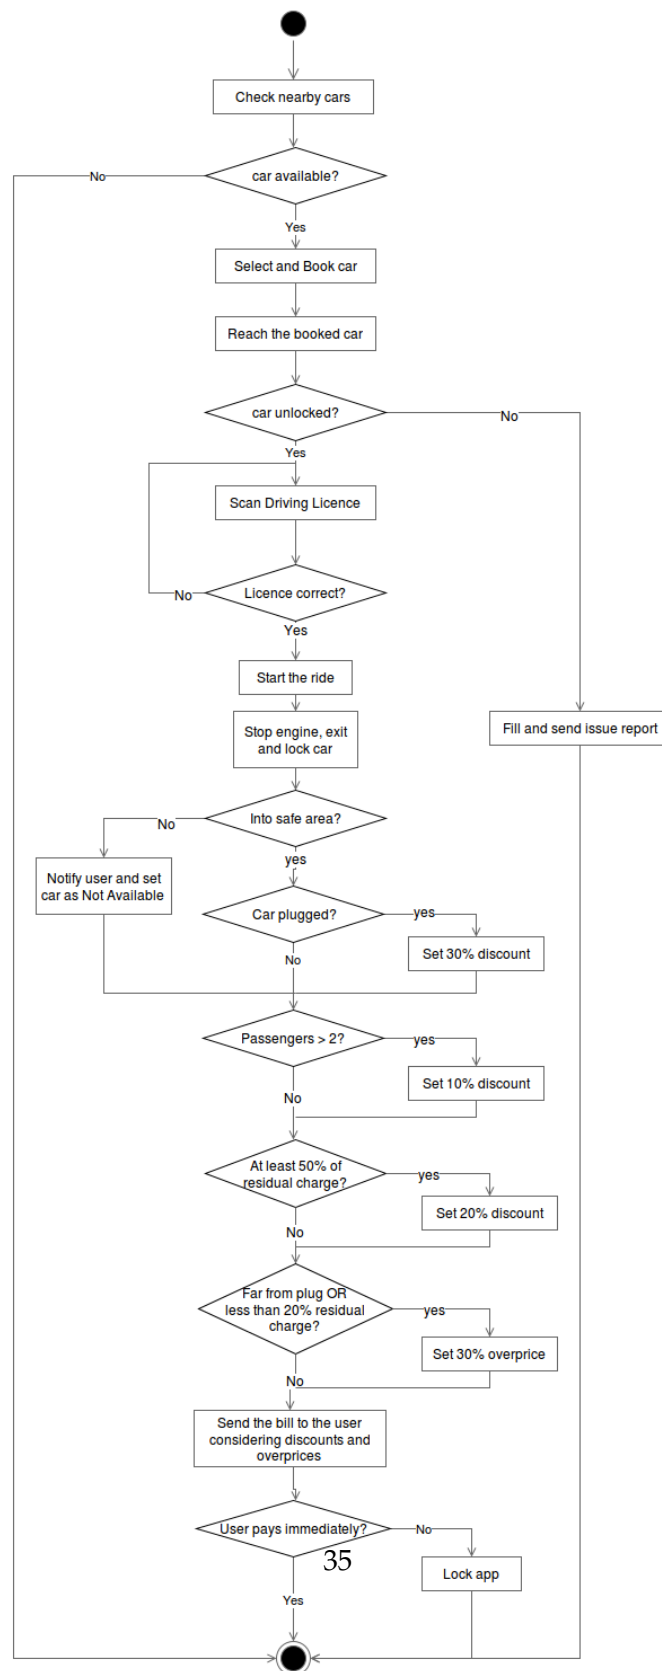 Check nearby cars
No
car available?
Yes
Select and Book car
Reach the booked car
car unlocked?
No
Yes
Scan Driving Licence
Licence correct?
No
Yes
Start the ride
Stop engine, exit
and lock car
Fill and send issue report
Into safe area?
No
yes
Notify user and set
car as Not Available
Car plugged?
yes
Set 30% discount
No
Passengers > 2?
yes
Set 10% discount
No
At least 50% of
residual charge?
yes
Set 20% discount
No
Far from plug OR
less than 20% residual
charge?
yes
Set 30% overprice
No
Send the bill to the user
considering discounts and
overprices
User pays immediately?
No
35
Lock app
Yes